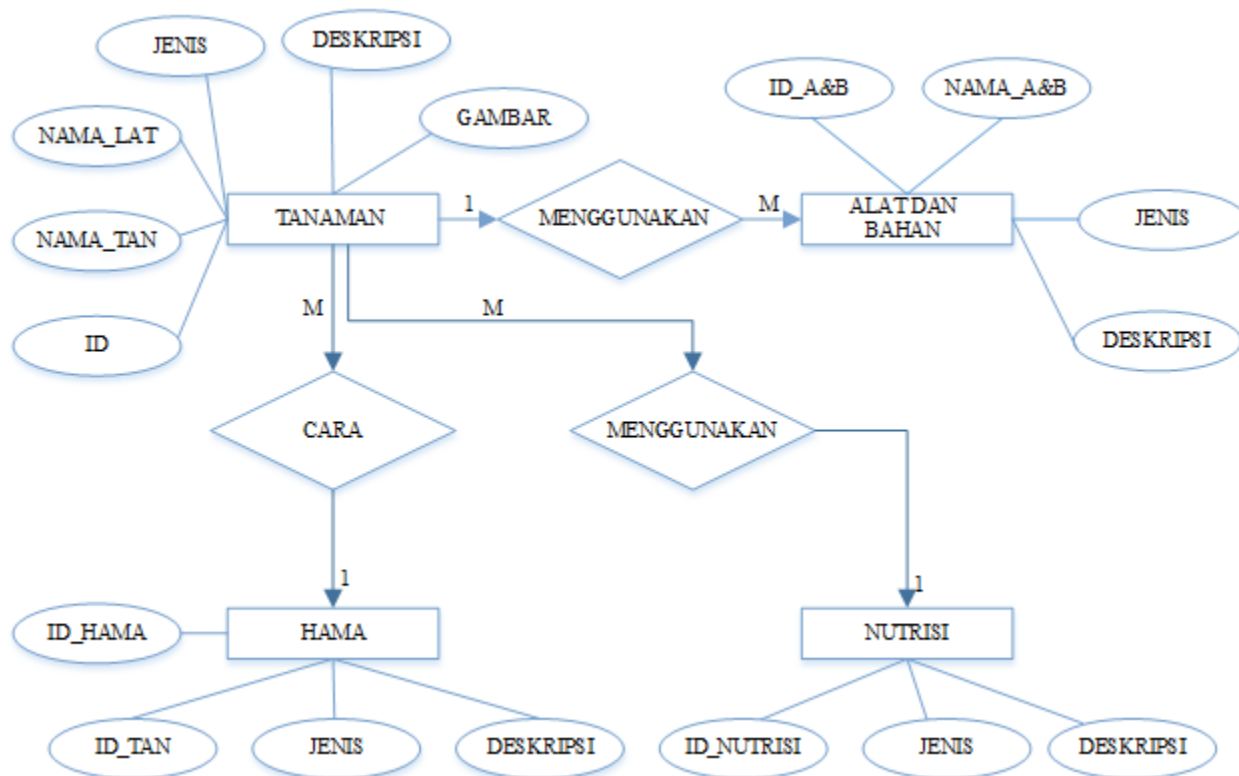 JENIS
DESKRIPSI
GAMBAR
NAMA_LAT
NAMA_TAN
ID
TANAMAN
1
MENGGUNAKAN
M
ID_A&B
NAMA_A&B
ALAT DAN
BAHAN
JENIS
DESKRIPSI
M
M
CARA
MENGGUNAKAN
1
1
ID_HAMA
HAMA
NUTRISI
ID_TAN
JENIS
DESKRIPSI
ID_NUTRISI
JENIS
DESKRIPSI